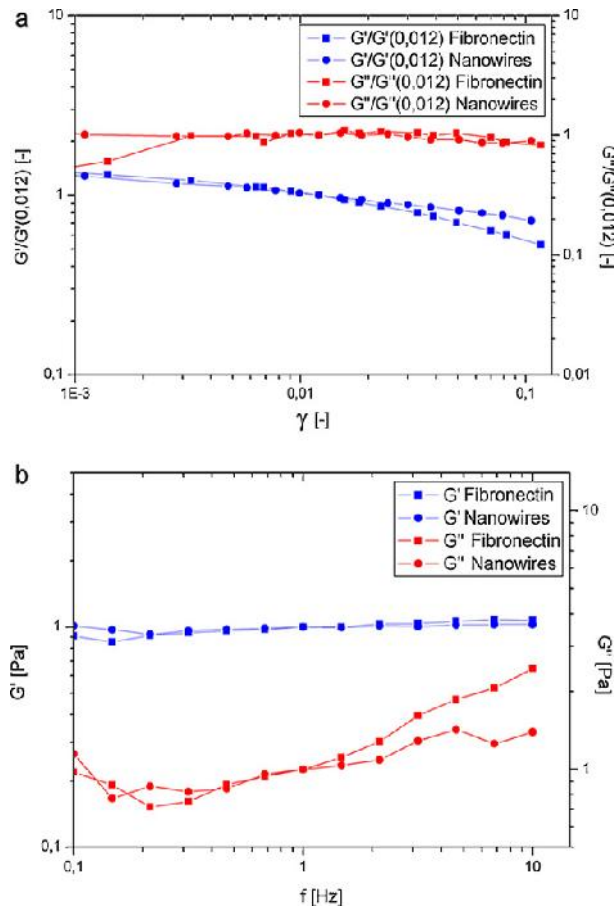 a
10
1
0,1
G'/G'(0,012) [-]
G'/G'(0,012) Fibronectin
G'/G'(0,012) Nanowires
G''/G''(0,012) Fibronectin
G''/G''(0,012) Nanowires
10
1
0,1
0,01
G''/G''(0,012) [-]
1E-3
0,01
0,1
γ [-]
b
1
0,1
G' [Pa]
G' Fibronectin
G' Nanowires
G'' Fibronectin
G'' Nanowires
10
1
G'' [Pa]
0,1
1
10
f [Hz]